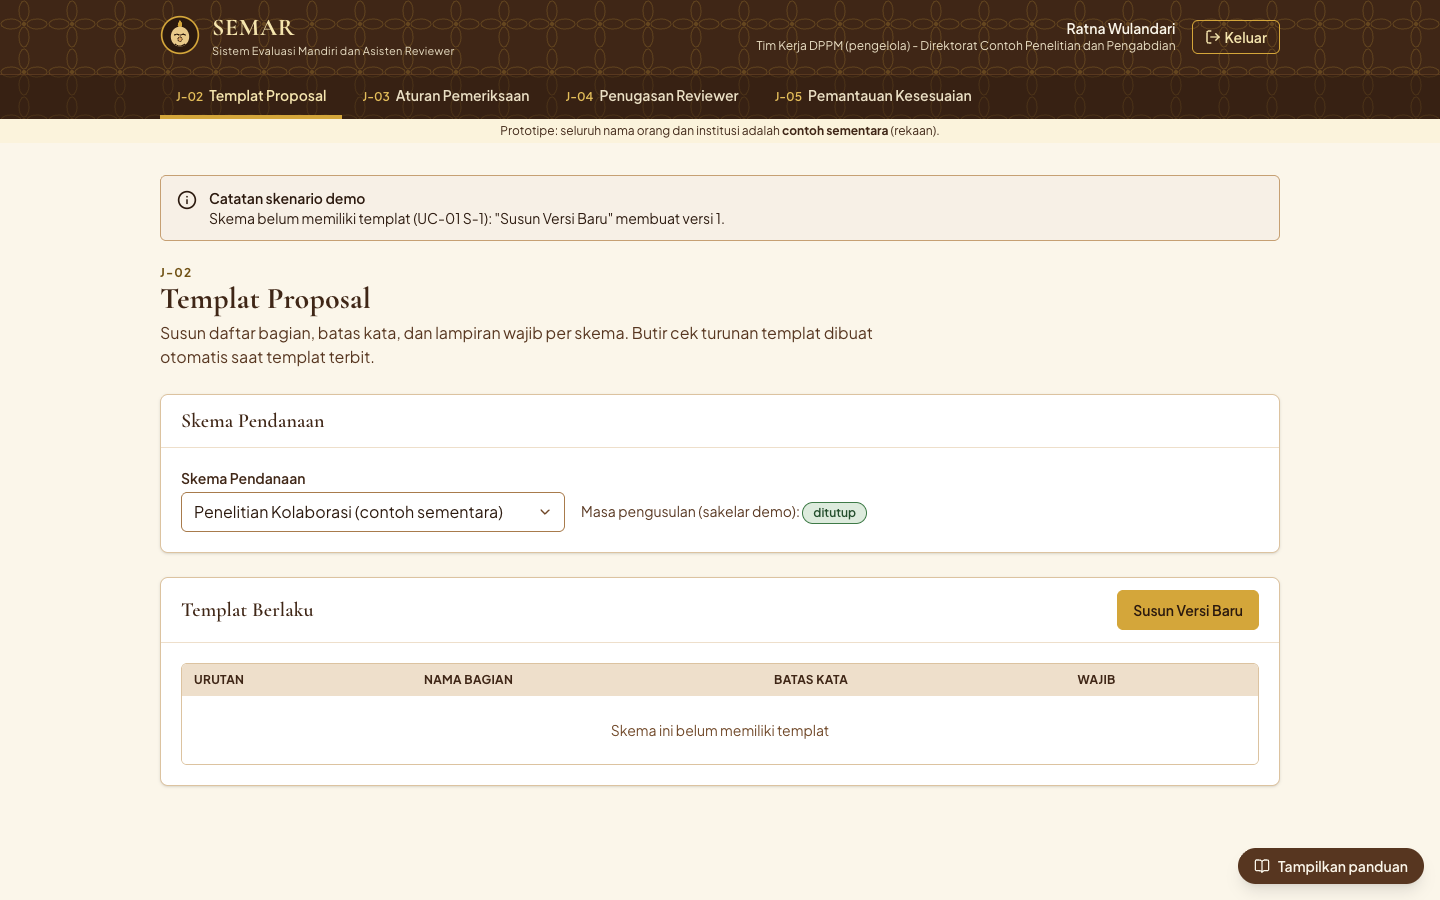 SEMAR
Sistem Evaluasi Mandiri dan Asisten Reviewer
Ratna Wulandari
Tim Kerja DPPM (pengelola) - Direktorat Contoh Penelitian dan Pengabdian
Keluar
J-02 Templat Proposal
J-03 Aturan Pemeriksaan
J-04 Penugasan Reviewer
J-05 Pemantauan Kesesuaian
Prototipe: seluruh nama orang dan institusi adalah contoh sementara (rekaan).
Catatan skenario demo
Skema belum memiliki templat (UC-01 S-1): "Susun Versi Baru" membuat versi 1.
J-02
Templat Proposal
Susun daftar bagian, batas kata, dan lampiran wajib per skema. Butir cek turunan templat dibuat
otomatis saat templat terbit.
Skema Pendanaan
Skema Pendanaan
Penelitian Kolaborasi (contoh sementara)
Masa pengusulan (sakelar demo): ditutup
Templat Berlaku
Susun Versi Baru
URUTAN NAMA BAGIAN BATAS KATA WAJIB
Skema ini belum memiliki templat
Tampilkan panduan